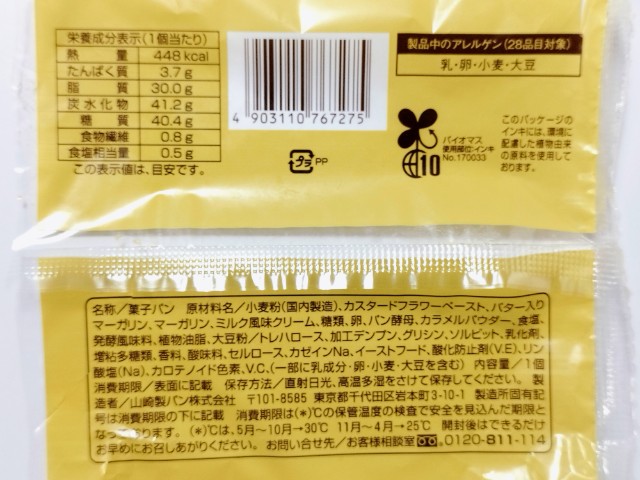 栄養成分表示(1個当たり)
熱量 448kcal
たんぱく質 3.7g
脂質 30.0g
炭水化物 41.2g
糖質 40.4g
食物繊維 0.8g
食塩相当量 0.5g
この表示値は、目安です。
4 903110 767275
プラ PP
製品中のアレルゲン(28品目対象)
乳・卵・小麦・大豆
10
バイオマス
使用部位:インキ
No.170033
このパッケージの
インキには、環境に
配慮した植物由来
の原料を使用して
おります。
名称/菓子パン 原材料名/小麦粉(国内製造)、カスタードフラワーペースト、バター入り
マーガリン、マーガリン、ミルク風味クリーム、糖類、卵、パン酵母、カラメルパウダー、食塩、
発酵風味料、植物油脂、大豆粉/トレハロース、加工デンプン、グリシン、ソルビット、乳化剤、
増粘多糖類、香料、酸味料、セルロース、カゼインNa、イーストフード、酸化防止剤(V.E)、リン
酸塩(Na)、カロテノイド色素、V.C、(一部に乳成分・卵・小麦・大豆を含む) 内容量/1個
消費期限/表面に記載 保存方法/直射日光、高温多湿をさけて保存してください。 製
造者/山崎製パン株式会社 〒101-8585 東京都千代田区岩本町3-10-1 製造所固有記
号は消費期限の下に記載 消費期限は(*)℃の保管温度の検査で安全を見込んだ期限と
なっております。 (*)℃は、5月〜10月→30℃ 11月〜4月→25℃ 開封後はできるだけ
お早めにお召しあがりください。 お問い合せ先/お客様相談室 0120-811-114